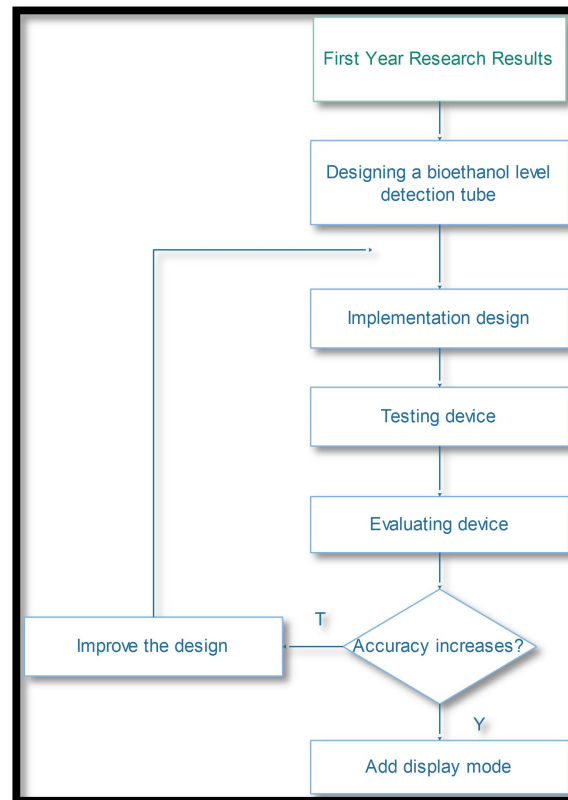 First Year Research Results
Designing a bioethanol level
detection tube
Implementation design
Testing device
Evaluating device
T
Improve the design
Accuracy increases?
Y
Add display mode